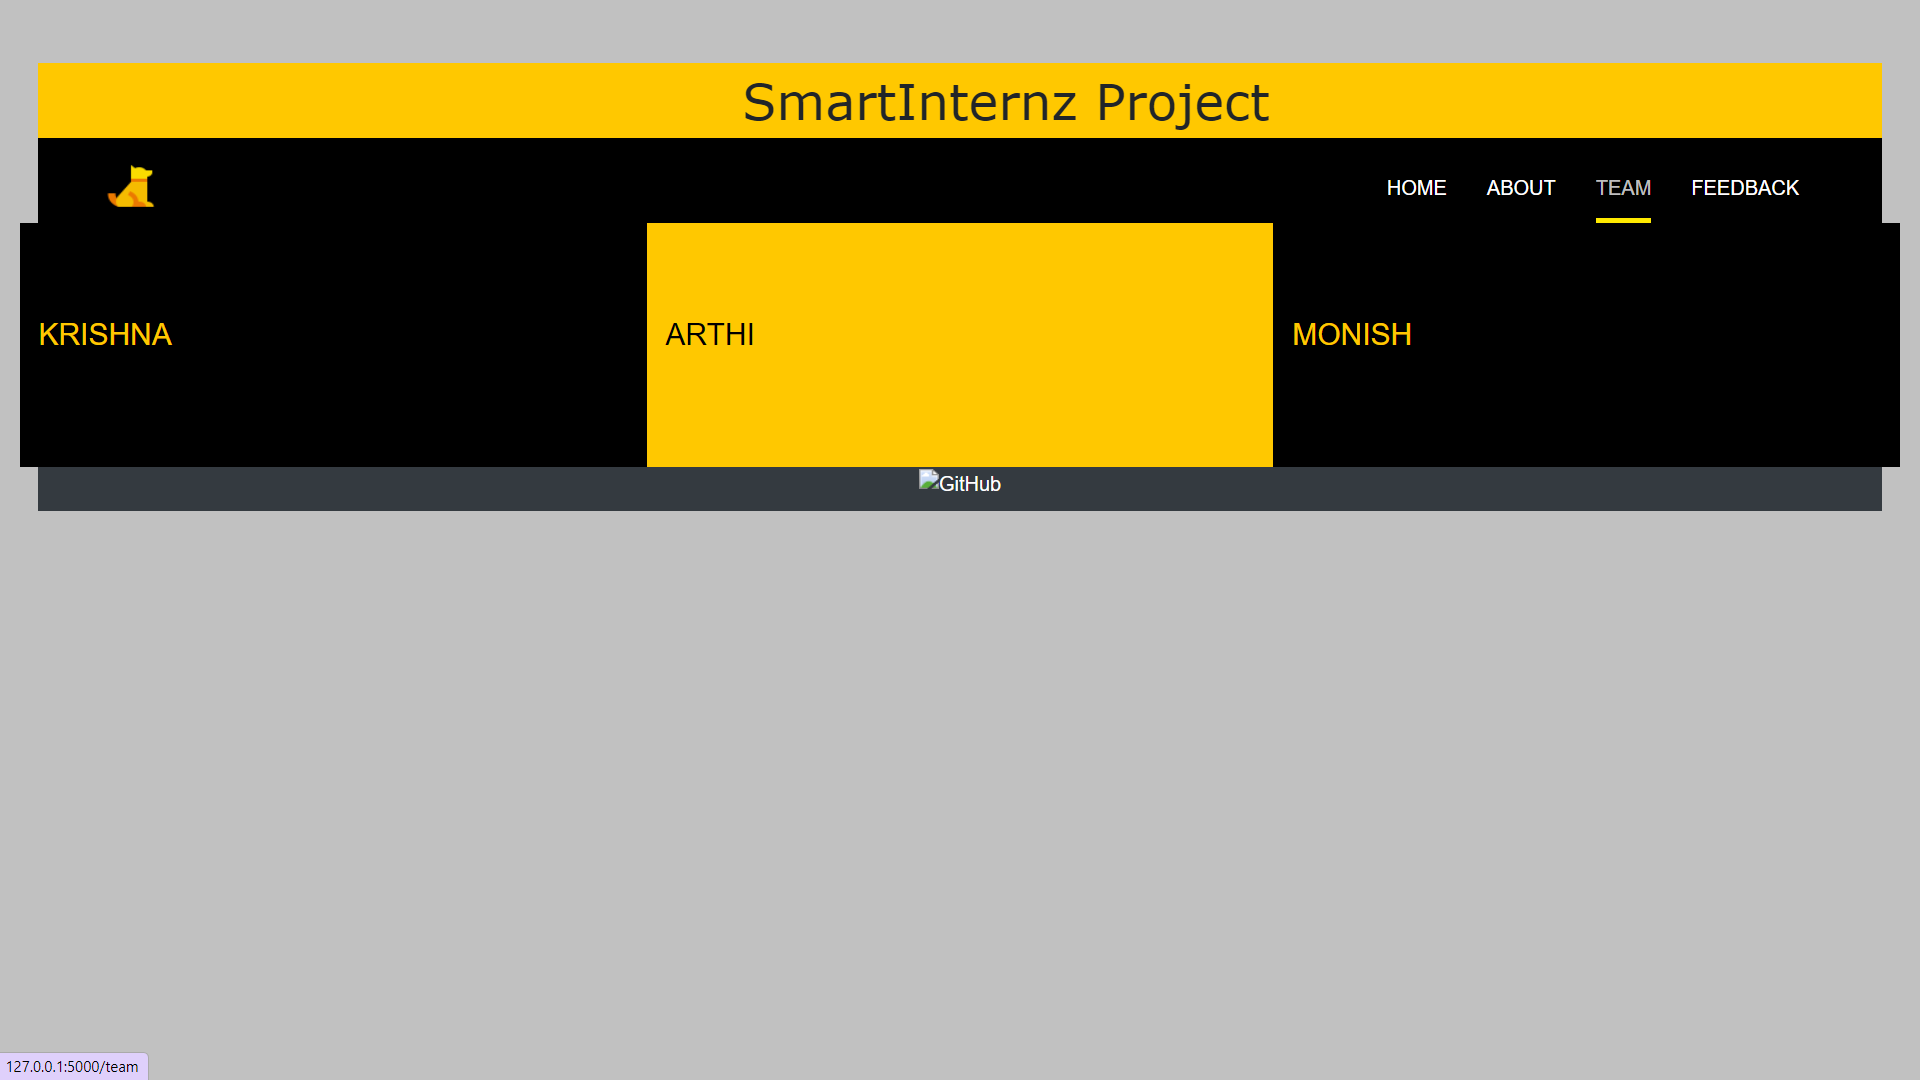 SmartInternz Project
HOME ABOUT TEAM FEEDBACK
KRISHNA ARTHI MONISH
GitHub
127.0.0.1:5000/team